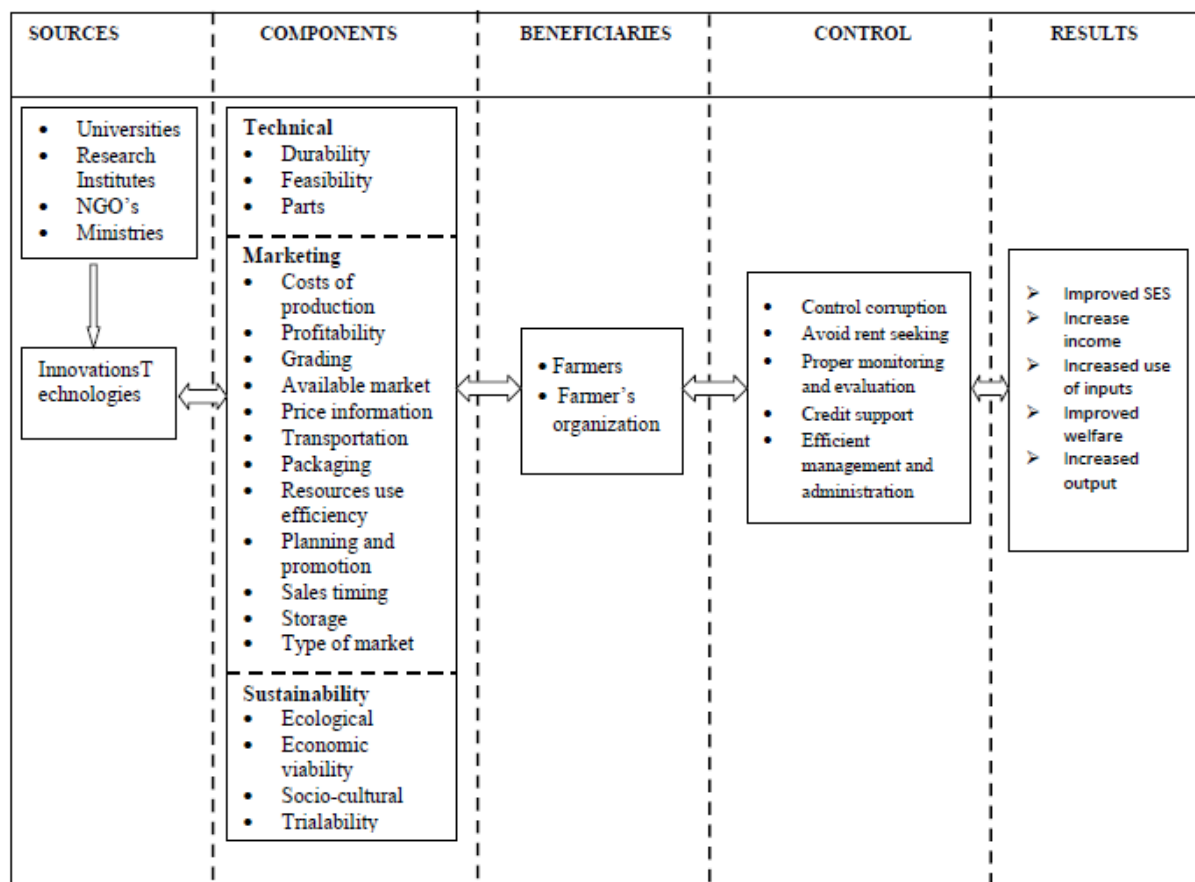 SOURCES
COMPONENTS
BENEFICIARIES
CONTROL
RESULTS
• Universities
• Research
Institutes
• NGO’s
• Ministries
InnovationsT
echnologies
Technical
• Durability
• Feasibility
• Parts
Marketing
• Costs of
production
• Profitability
• Grading
• Available market
• Price information
• Transportation
• Packaging
• Resources use
efficiency
• Planning and
promotion
• Sales timing
• Storage
• Type of market
Sustainability
• Ecological
• Economic
viability
• Socio-cultural
• Trialability
• Farmers
• Farmer’s
organization
• Control corruption
• Avoid rent seeking
• Proper monitoring
and evaluation
• Credit support
• Efficient
management and
administration
➢ Improved SES
➢ Increase
income
➢ Increased use
of inputs
➢ Improved
welfare
➢ Increased
output